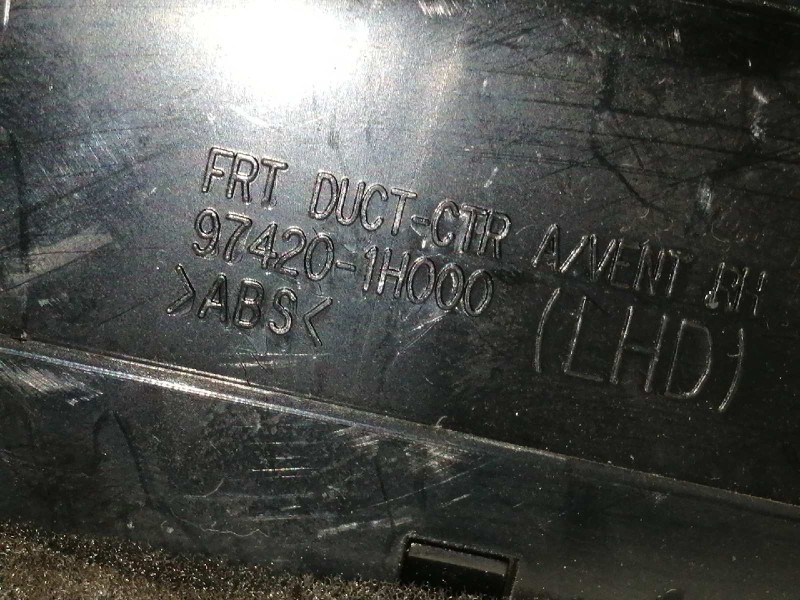 FRT DUCT-CTR A/VENT RH
97420-1H000 (LHD)
>ABS<